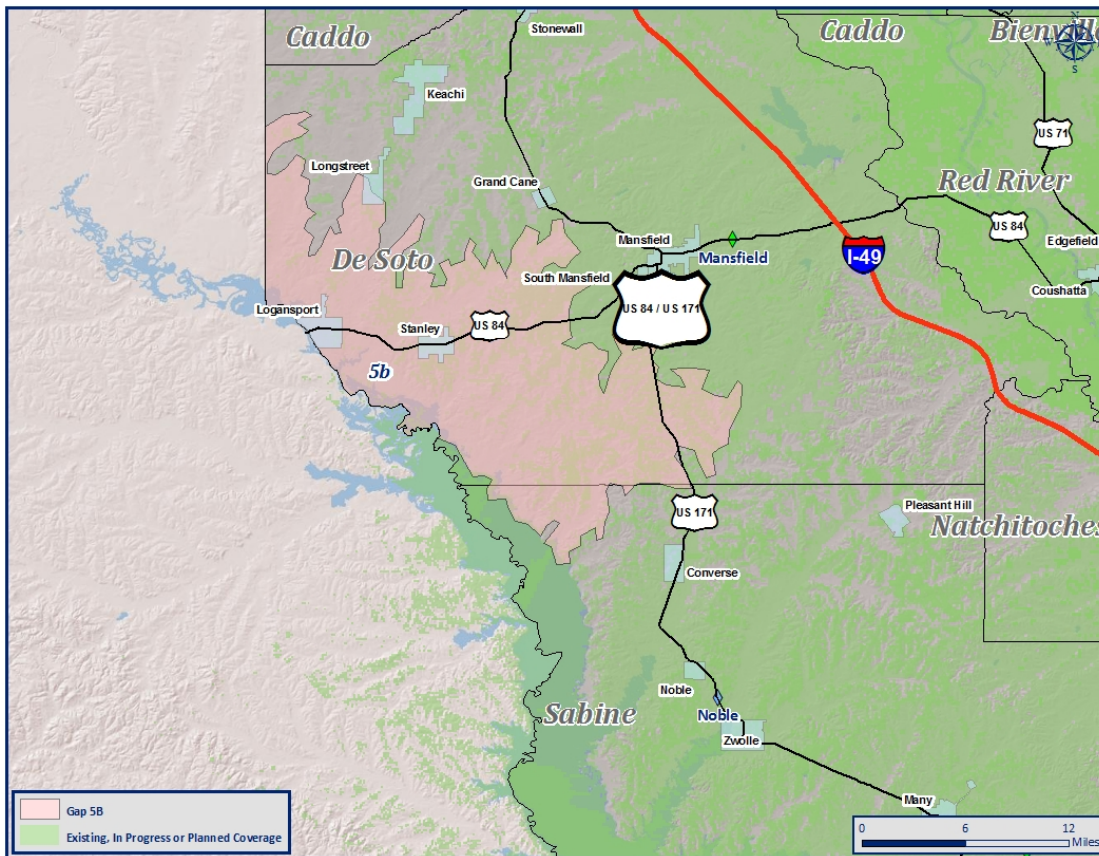 Caddo
Stonewall
Caddo
Bienville
N
S
Keachi
US 71
Longstreet
Grand Cane
Red River
US 84
Mansfield
Edgefield
De Soto
Mansfield
I-49
South Mansfield
Coushatta
Logansport
US 84 / US 171
Stanley
US 84
5b
Pleasant Hill
US 171
Natchitoches
Converse
Noble
Noble
Sabine
Zwolle
Many
Gap 5B
Existing, In Progress or Planned Coverage
0 6 12
Miles